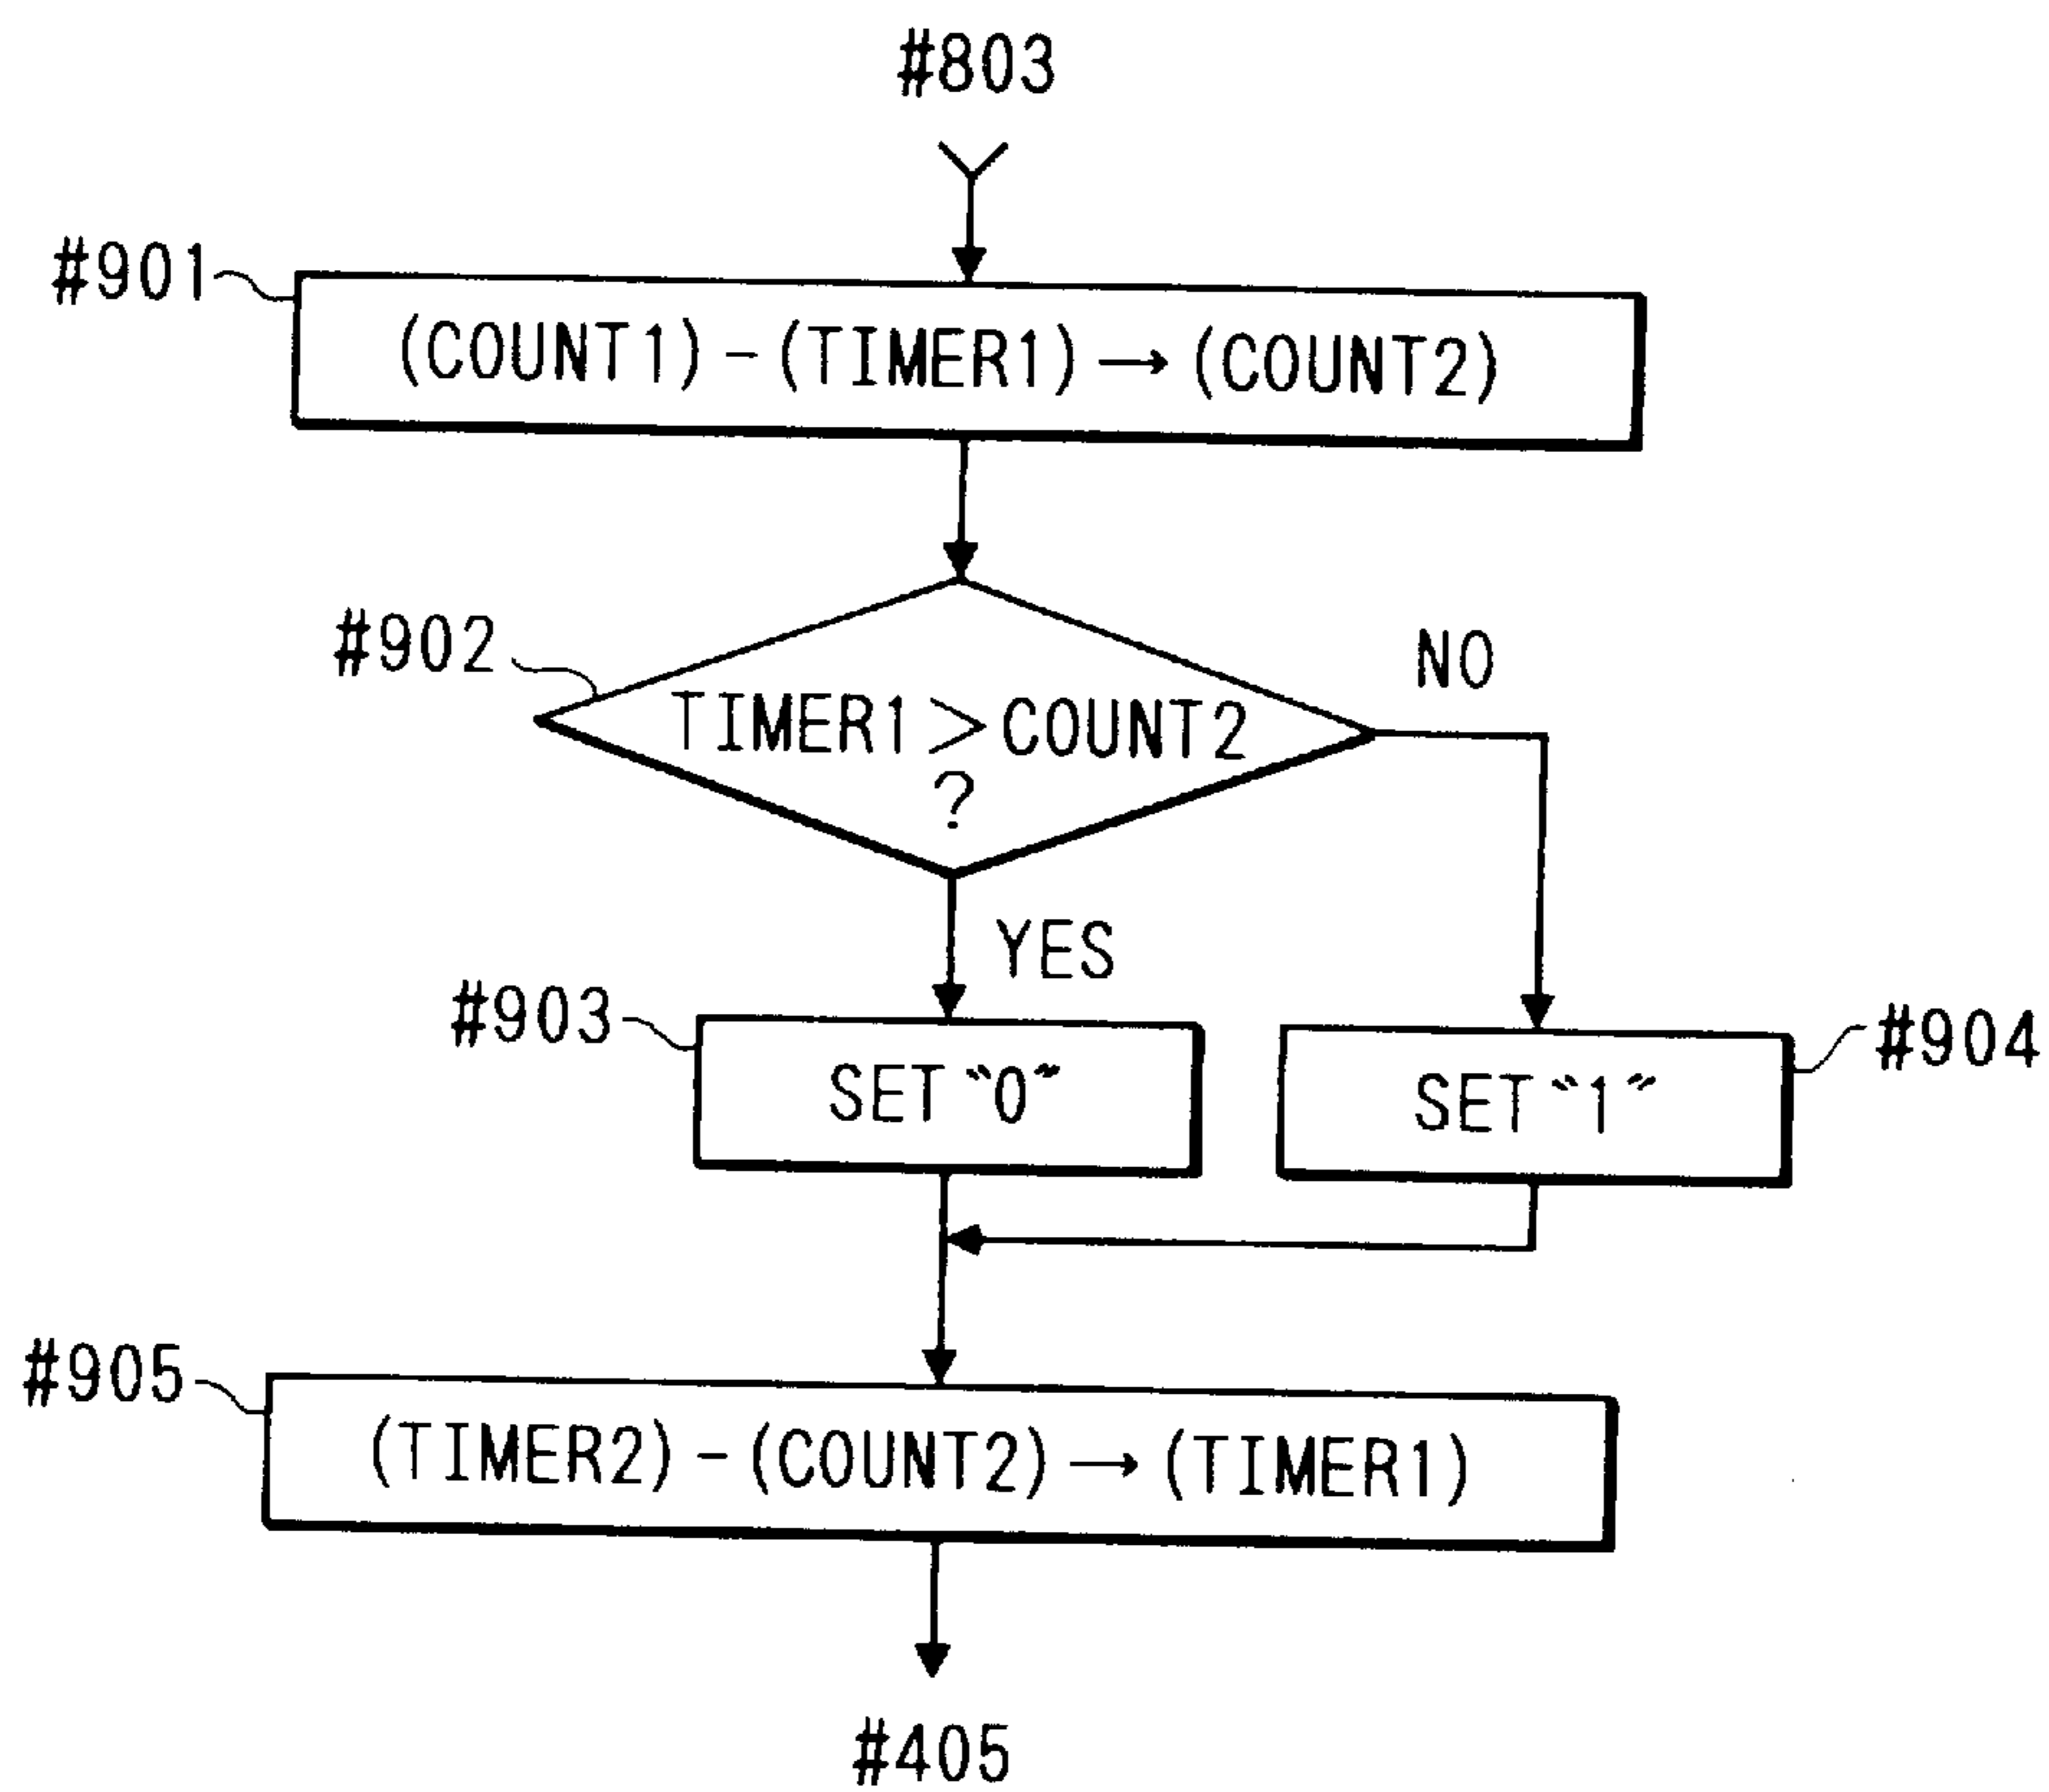 #803
#901
(COUNT1)-(TIMER1)→(COUNT2)
#902
NO
TIMER1>COUNT2
?
YES
#903
SET“0”
SET“1”
#904
#905
(TIMER2)-(COUNT2)→(TIMER1)
#405